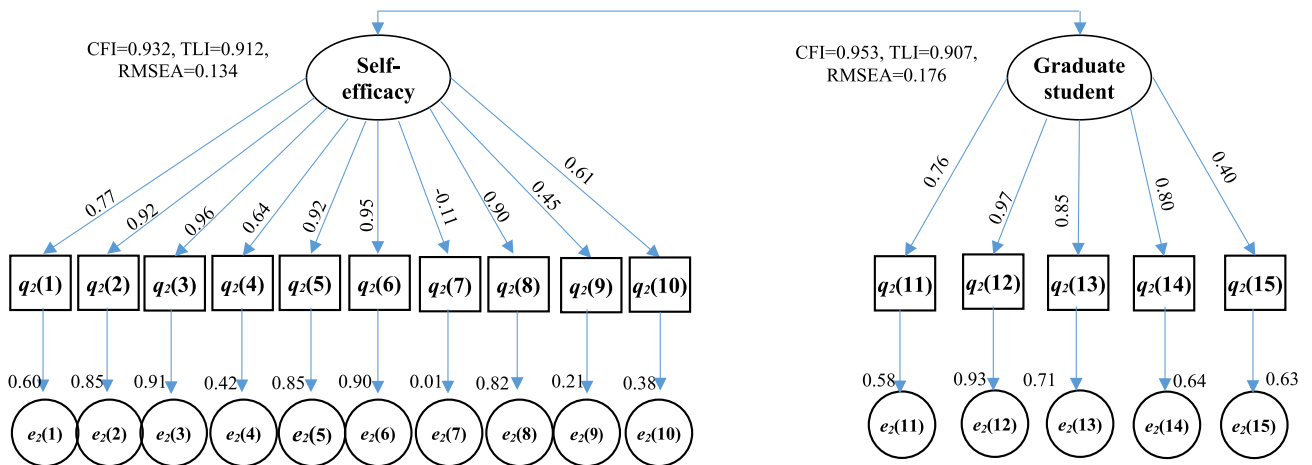 CFI=0.932, TLI=0.912,
RMSEA=0.134
Self-
efficacy
CFI=0.953, TLI=0.907,
RMSEA=0.176
Graduate
student
0.77
0.92
0.96
0.64
0.92
0.95
-0.11
0.90
0.45
0.61
0.76
0.97
0.85
0.80
0.40
q₂(1)
q₂(2)
q₂(3)
q₂(4)
q₂(5)
q₂(6)
q₂(7)
q₂(8)
q₂(9)
q₂(10)
q₂(11)
q₂(12)
q₂(13)
q₂(14)
q₂(15)
0.60
0.85
0.91
0.42
0.85
0.90
0.01
0.82
0.21
0.38
0.58
0.93
0.71
0.64
0.63
e₂(1)
e₂(2)
e₂(3)
e₂(4)
e₂(5)
e₂(6)
e₂(7)
e₂(8)
e₂(9)
e₂(10)
e₂(11)
e₂(12)
e₂(13)
e₂(14)
e₂(15)